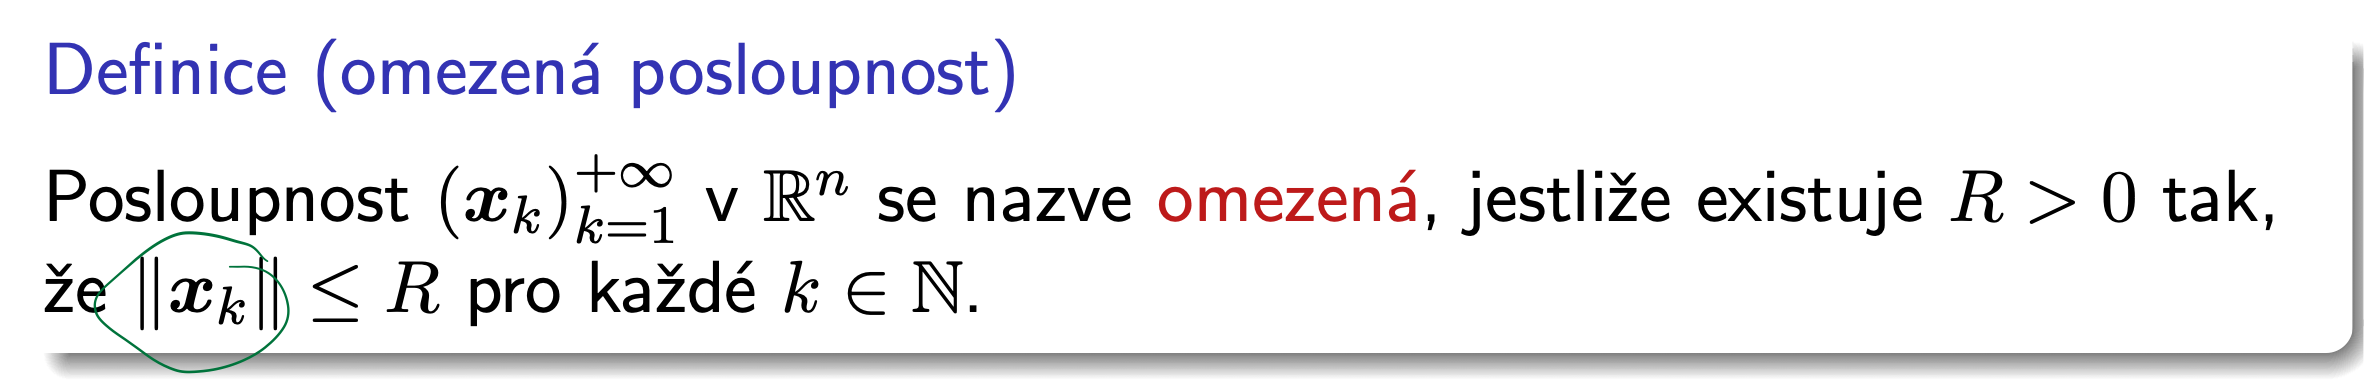 Definice (omezená posloupnost)
Posloupnost $(\boldsymbol{x}_k)_{k=1}^{+\infty}$ v $\mathbb{R}^n$ se nazve omezená, jestliže existuje $R > 0$ tak,
že $\|\boldsymbol{x}_k\| \leq R$ pro každé $k \in \mathbb{N}$.